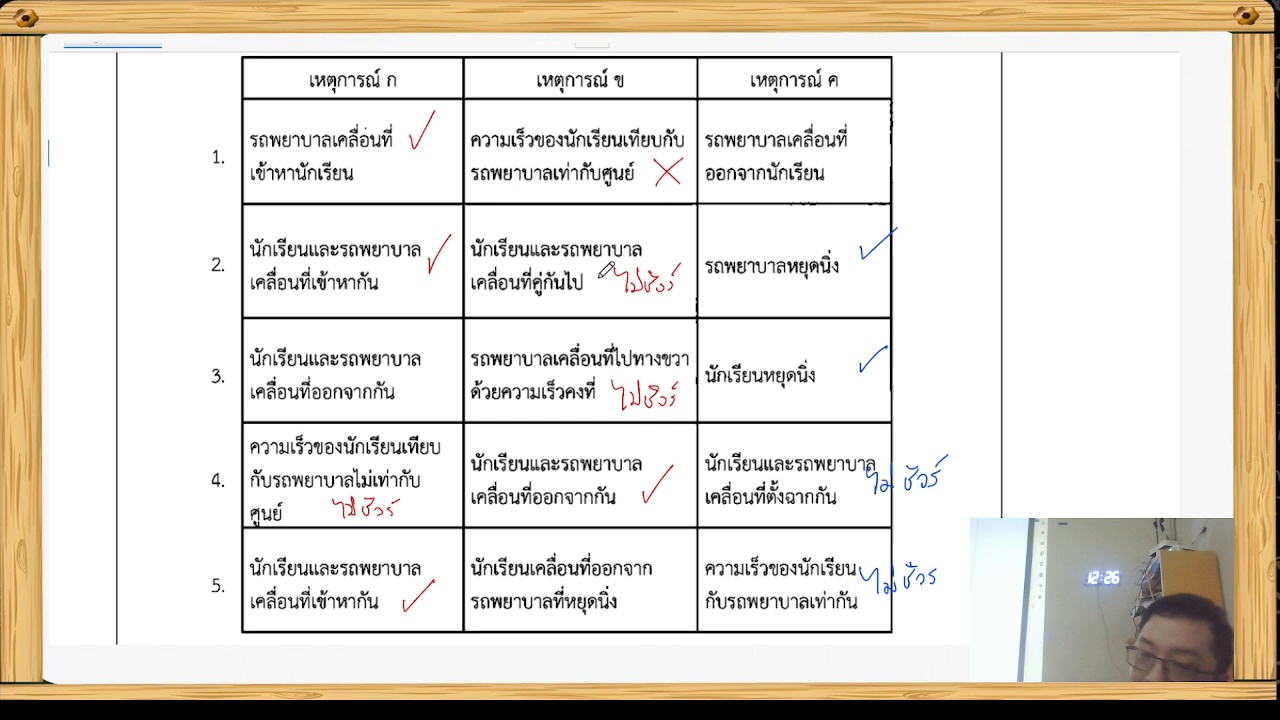 เหตุการณ์ ก
เหตุการณ์ ข
เหตุการณ์ ค
1.
รถพยาบาลเคลื่อนที่
เข้าหานักเรียน
ความเร็วของนักเรียนเทียบกับ
รถพยาบาลเท่ากับศูนย์
รถพยาบาลเคลื่อนที่
ออกจากนักเรียน
2.
นักเรียนและรถพยาบาล
เคลื่อนที่เข้าหากัน
นักเรียนและรถพยาบาล
เคลื่อนที่คู่กันไป
ไม่ชัวร์
รถพยาบาลหยุดนิ่ง
3.
นักเรียนและรถพยาบาล
เคลื่อนที่ออกจากกัน
รถพยาบาลเคลื่อนที่ไปทางขวา
ด้วยความเร็วคงที่
ไม่ชัวร์
นักเรียนหยุดนิ่ง
4.
ความเร็วของนักเรียนเทียบ
กับรถพยาบาลไม่เท่ากับ
ศูนย์
ไม่ชัวร์
นักเรียนและรถพยาบาล
เคลื่อนที่ออกจากกัน
นักเรียนและรถพยาบาล
เคลื่อนที่ตั้งฉากกัน
ไม่ชัวร์
5.
นักเรียนและรถพยาบาล
เคลื่อนที่เข้าหากัน
นักเรียนเคลื่อนที่ออกจาก
รถพยาบาลที่หยุดนิ่ง
ความเร็วของนักเรียน
กับรถพยาบาลเท่ากัน
ไม่ชัวร
12:26